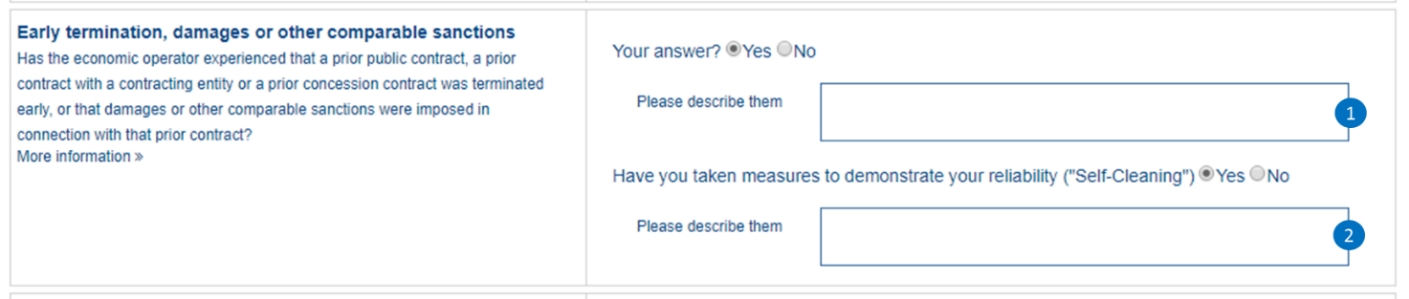 Early termination, damages or other comparable sanctions
Has the economic operator experienced that a prior public contract, a prior
contract with a contracting entity or a prior concession contract was terminated
early, or that damages or other comparable sanctions were imposed in
connection with that prior contract?
More information »
Your answer? Yes No
Please describe them
1
Have you taken measures to demonstrate your reliability ("Self-Cleaning") Yes No
Please describe them
2